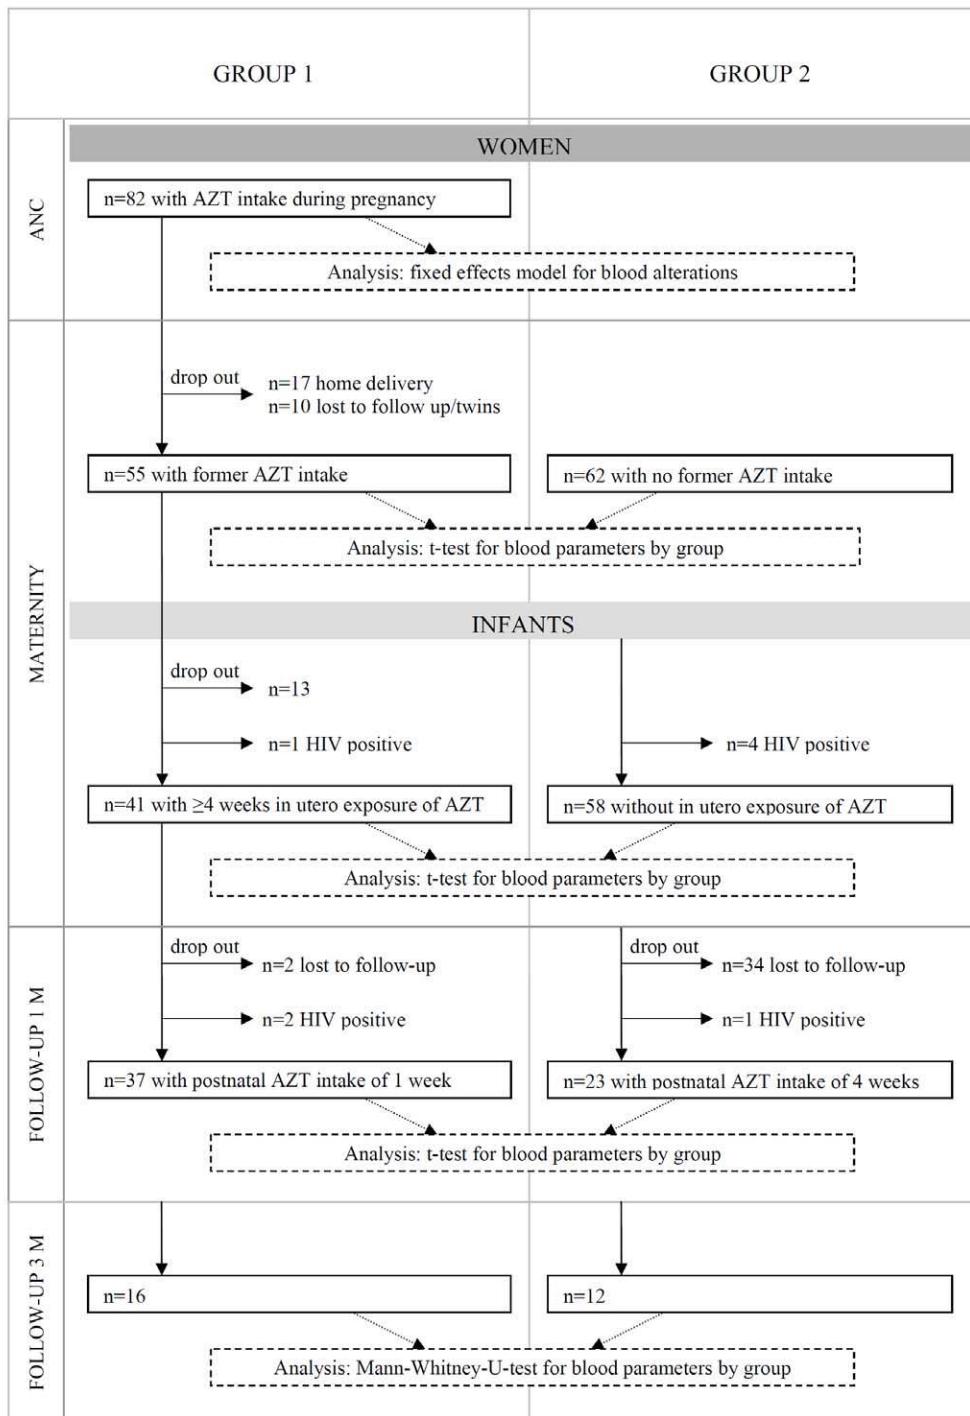 GROUP 1
GROUP 2
ANC
WOMEN
n=82 with AZT intake during pregnancy
Analysis: fixed effects model for blood alterations
MATERNITY
drop out
n=17 home delivery
n=10 lost to follow up/twins
n=55 with former AZT intake
n=62 with no former AZT intake
Analysis: t-test for blood parameters by group
INFANTS
drop out
n=13
n=1 HIV positive
n=4 HIV positive
n=41 with ≥4 weeks in utero exposure of AZT
n=58 without in utero exposure of AZT
Analysis: t-test for blood parameters by group
FOLLOW-UP 1 M
drop out
n=2 lost to follow-up
drop out
n=34 lost to follow-up
n=2 HIV positive
n=1 HIV positive
n=37 with postnatal AZT intake of 1 week
n=23 with postnatal AZT intake of 4 weeks
Analysis: t-test for blood parameters by group
FOLLOW-UP 3 M
n=16
n=12
Analysis: Mann-Whitney-U-test for blood parameters by group